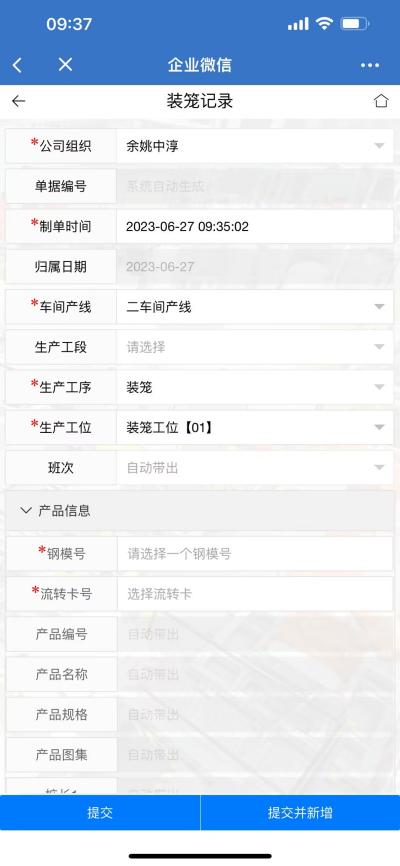 09:37
企业微信
装笼记录
*公司组织 余姚中淳
单据编号 系统自动生成
*制单时间 2023-06-27 09:35:02
归属日期 2023-06-27
*车间产线 二车间产线
生产工段 请选择
*生产工序 装笼
*生产工位 装笼工位【01】
班次 自动带出
产品信息
*钢模号 请选择一个钢模号
*流转卡号 选择流转卡
产品编号 自动带出
产品名称 自动带出
产品规格 自动带出
产品图集 自动带出
提交 提交并新增